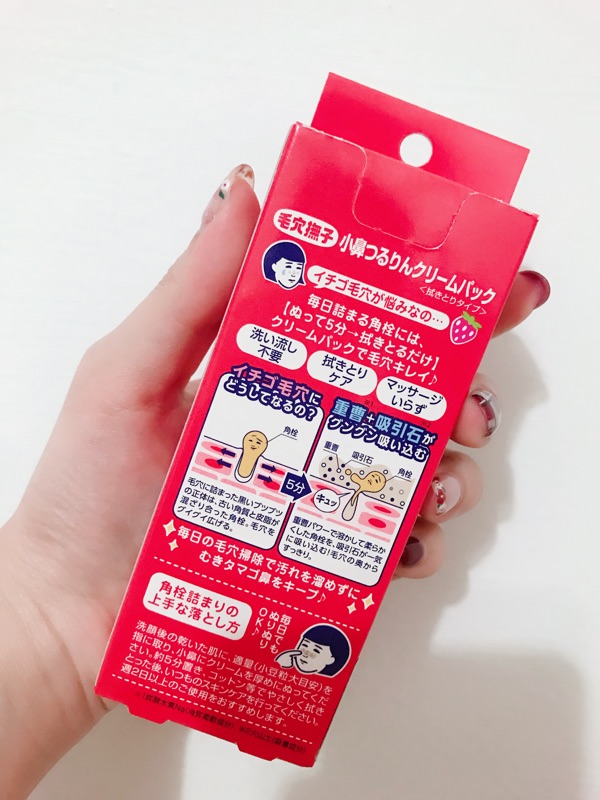 毛穴撫子
小鼻つるりんクリームパック
<拭きとりタイプ>
イチゴ毛穴が悩みなの…
毎日詰まる角栓には、
【ぬって5分→拭きとるだけ】
クリームパックで毛穴キレイ♪
洗い流し
不要
拭きとり
ケア
マッサージ
いらず
イチゴ毛穴に
どうしてなるの?
角栓
毛穴に詰まった黒いブツブツ
の正体は、古い角質と皮脂が
混ざり合った角栓。毛穴を
グイグイ広げる。
5分
重曹+吸引石が
グングン吸い込む
重曹
吸引石
角栓
キュッ
重曹パワーで溶かして柔らか
くした角栓を、吸引石が一気
に吸い込む!毛穴の奥から
すっきり。
毎日の毛穴掃除で汚れを溜めずに
むきタマゴ鼻をキープ♪
角栓詰まりの
上手な落とし方
毎日
ぬりぬりも
OK
洗顔後の乾いた肌に、適量(小豆粒大目安)を
指に取り、小鼻にクリームを厚めにぬってくだ
さい。約5分置き、コットン等でやさしく拭き
とった後、いつものスキンケアを行ってください。
週2日以上のご使用をおすすめします。